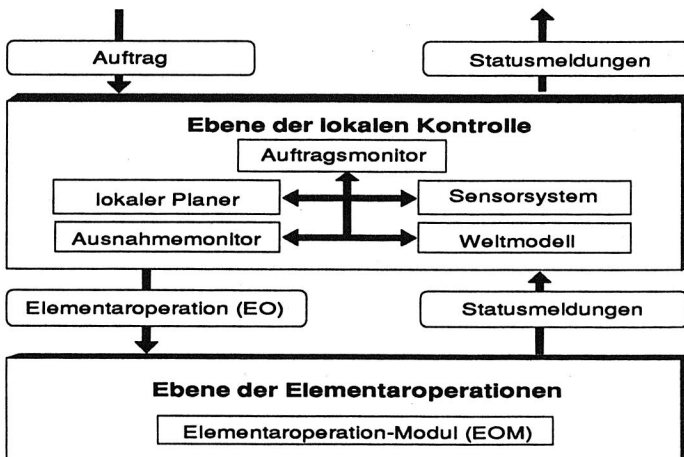 Auftrag
Statusmeldungen
Ebene der lokalen Kontrolle
Auftragsmonitor
lokaler Planer
Sensorsystem
Ausnahmemonitor
Weltmodell
Elementaroperation (EO)
Statusmeldungen
Ebene der Elementaroperationen
Elementaroperation-Modul (EOM)